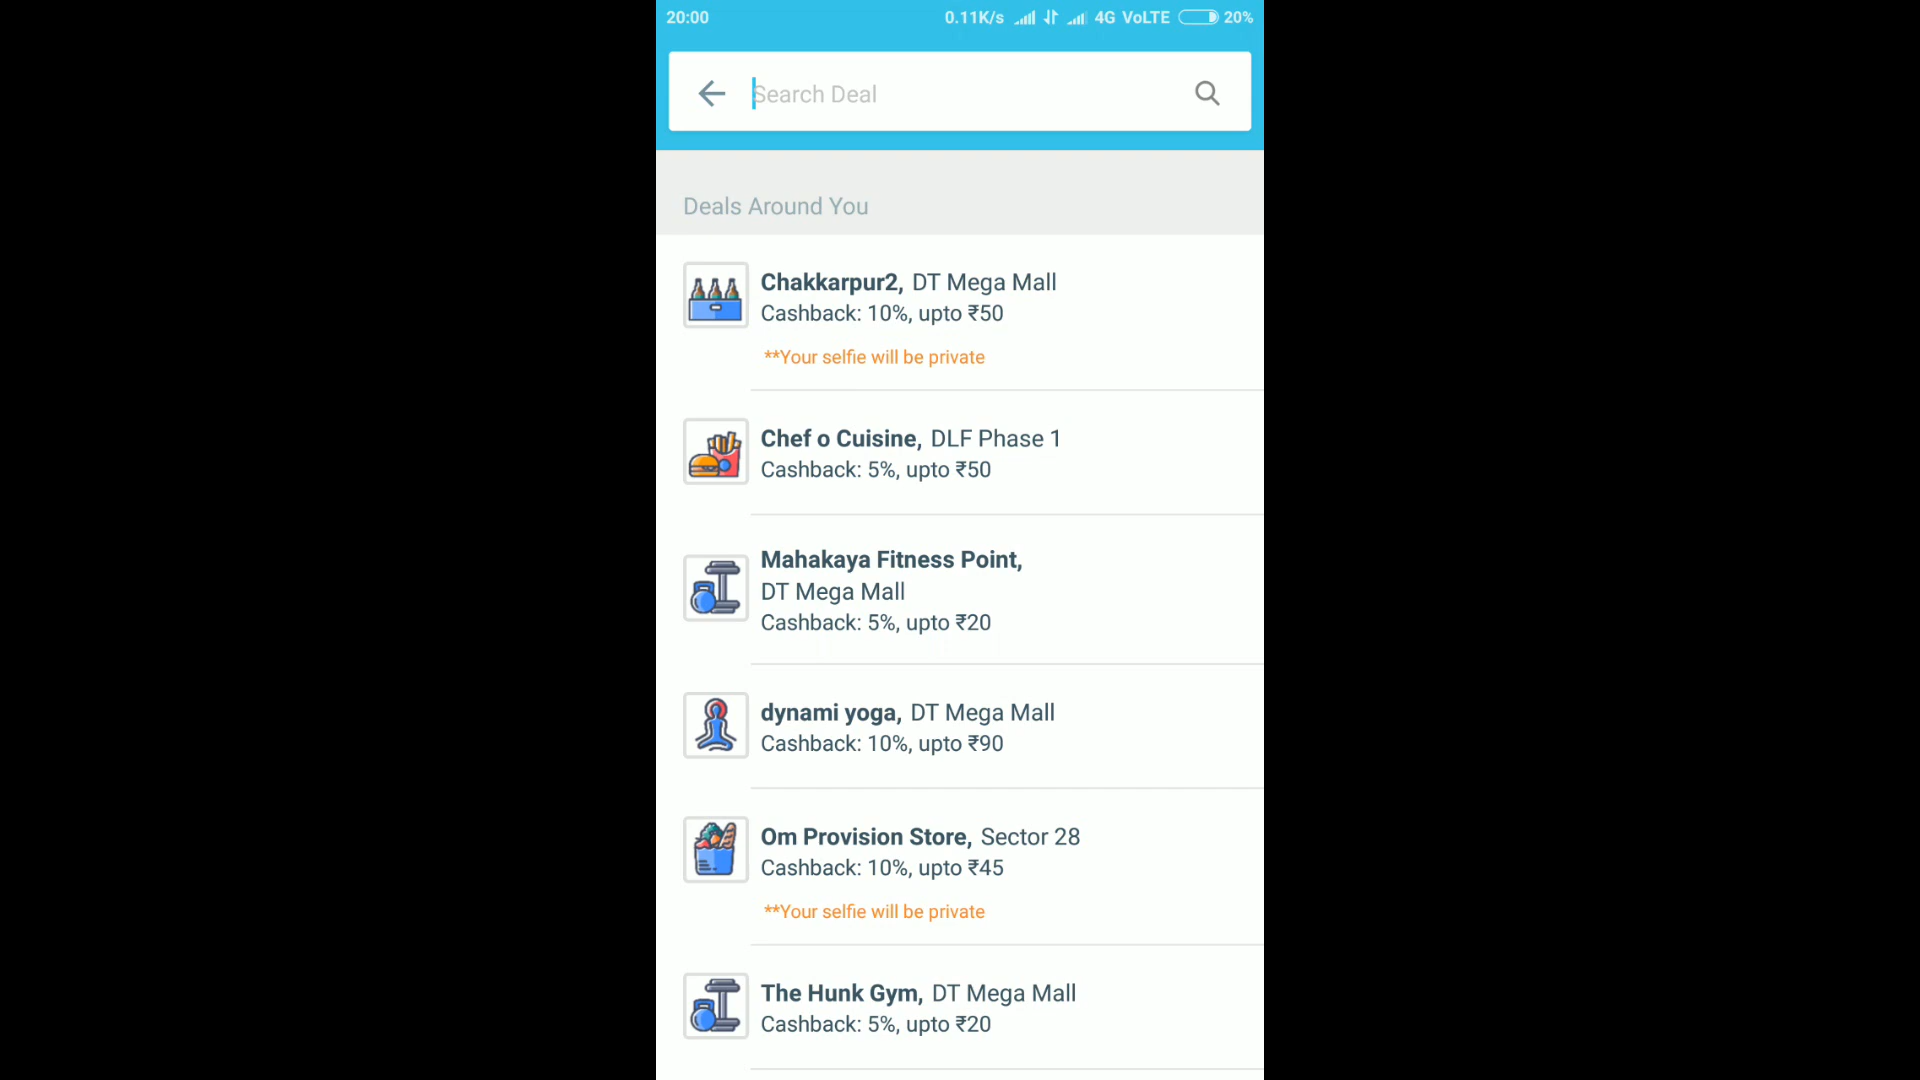 20:00 0.11K/s 4G VoLTE 20%
Search Deal
Deals Around You
Chakkarpur2, DT Mega Mall
Cashback: 10%, upto ₹50
**Your selfie will be private
Chef o Cuisine, DLF Phase 1
Cashback: 5%, upto ₹50
Mahakaya Fitness Point,
DT Mega Mall
Cashback: 5%, upto ₹20
dynami yoga, DT Mega Mall
Cashback: 10%, upto ₹90
Om Provision Store, Sector 28
Cashback: 10%, upto ₹45
**Your selfie will be private
The Hunk Gym, DT Mega Mall
Cashback: 5%, upto ₹20